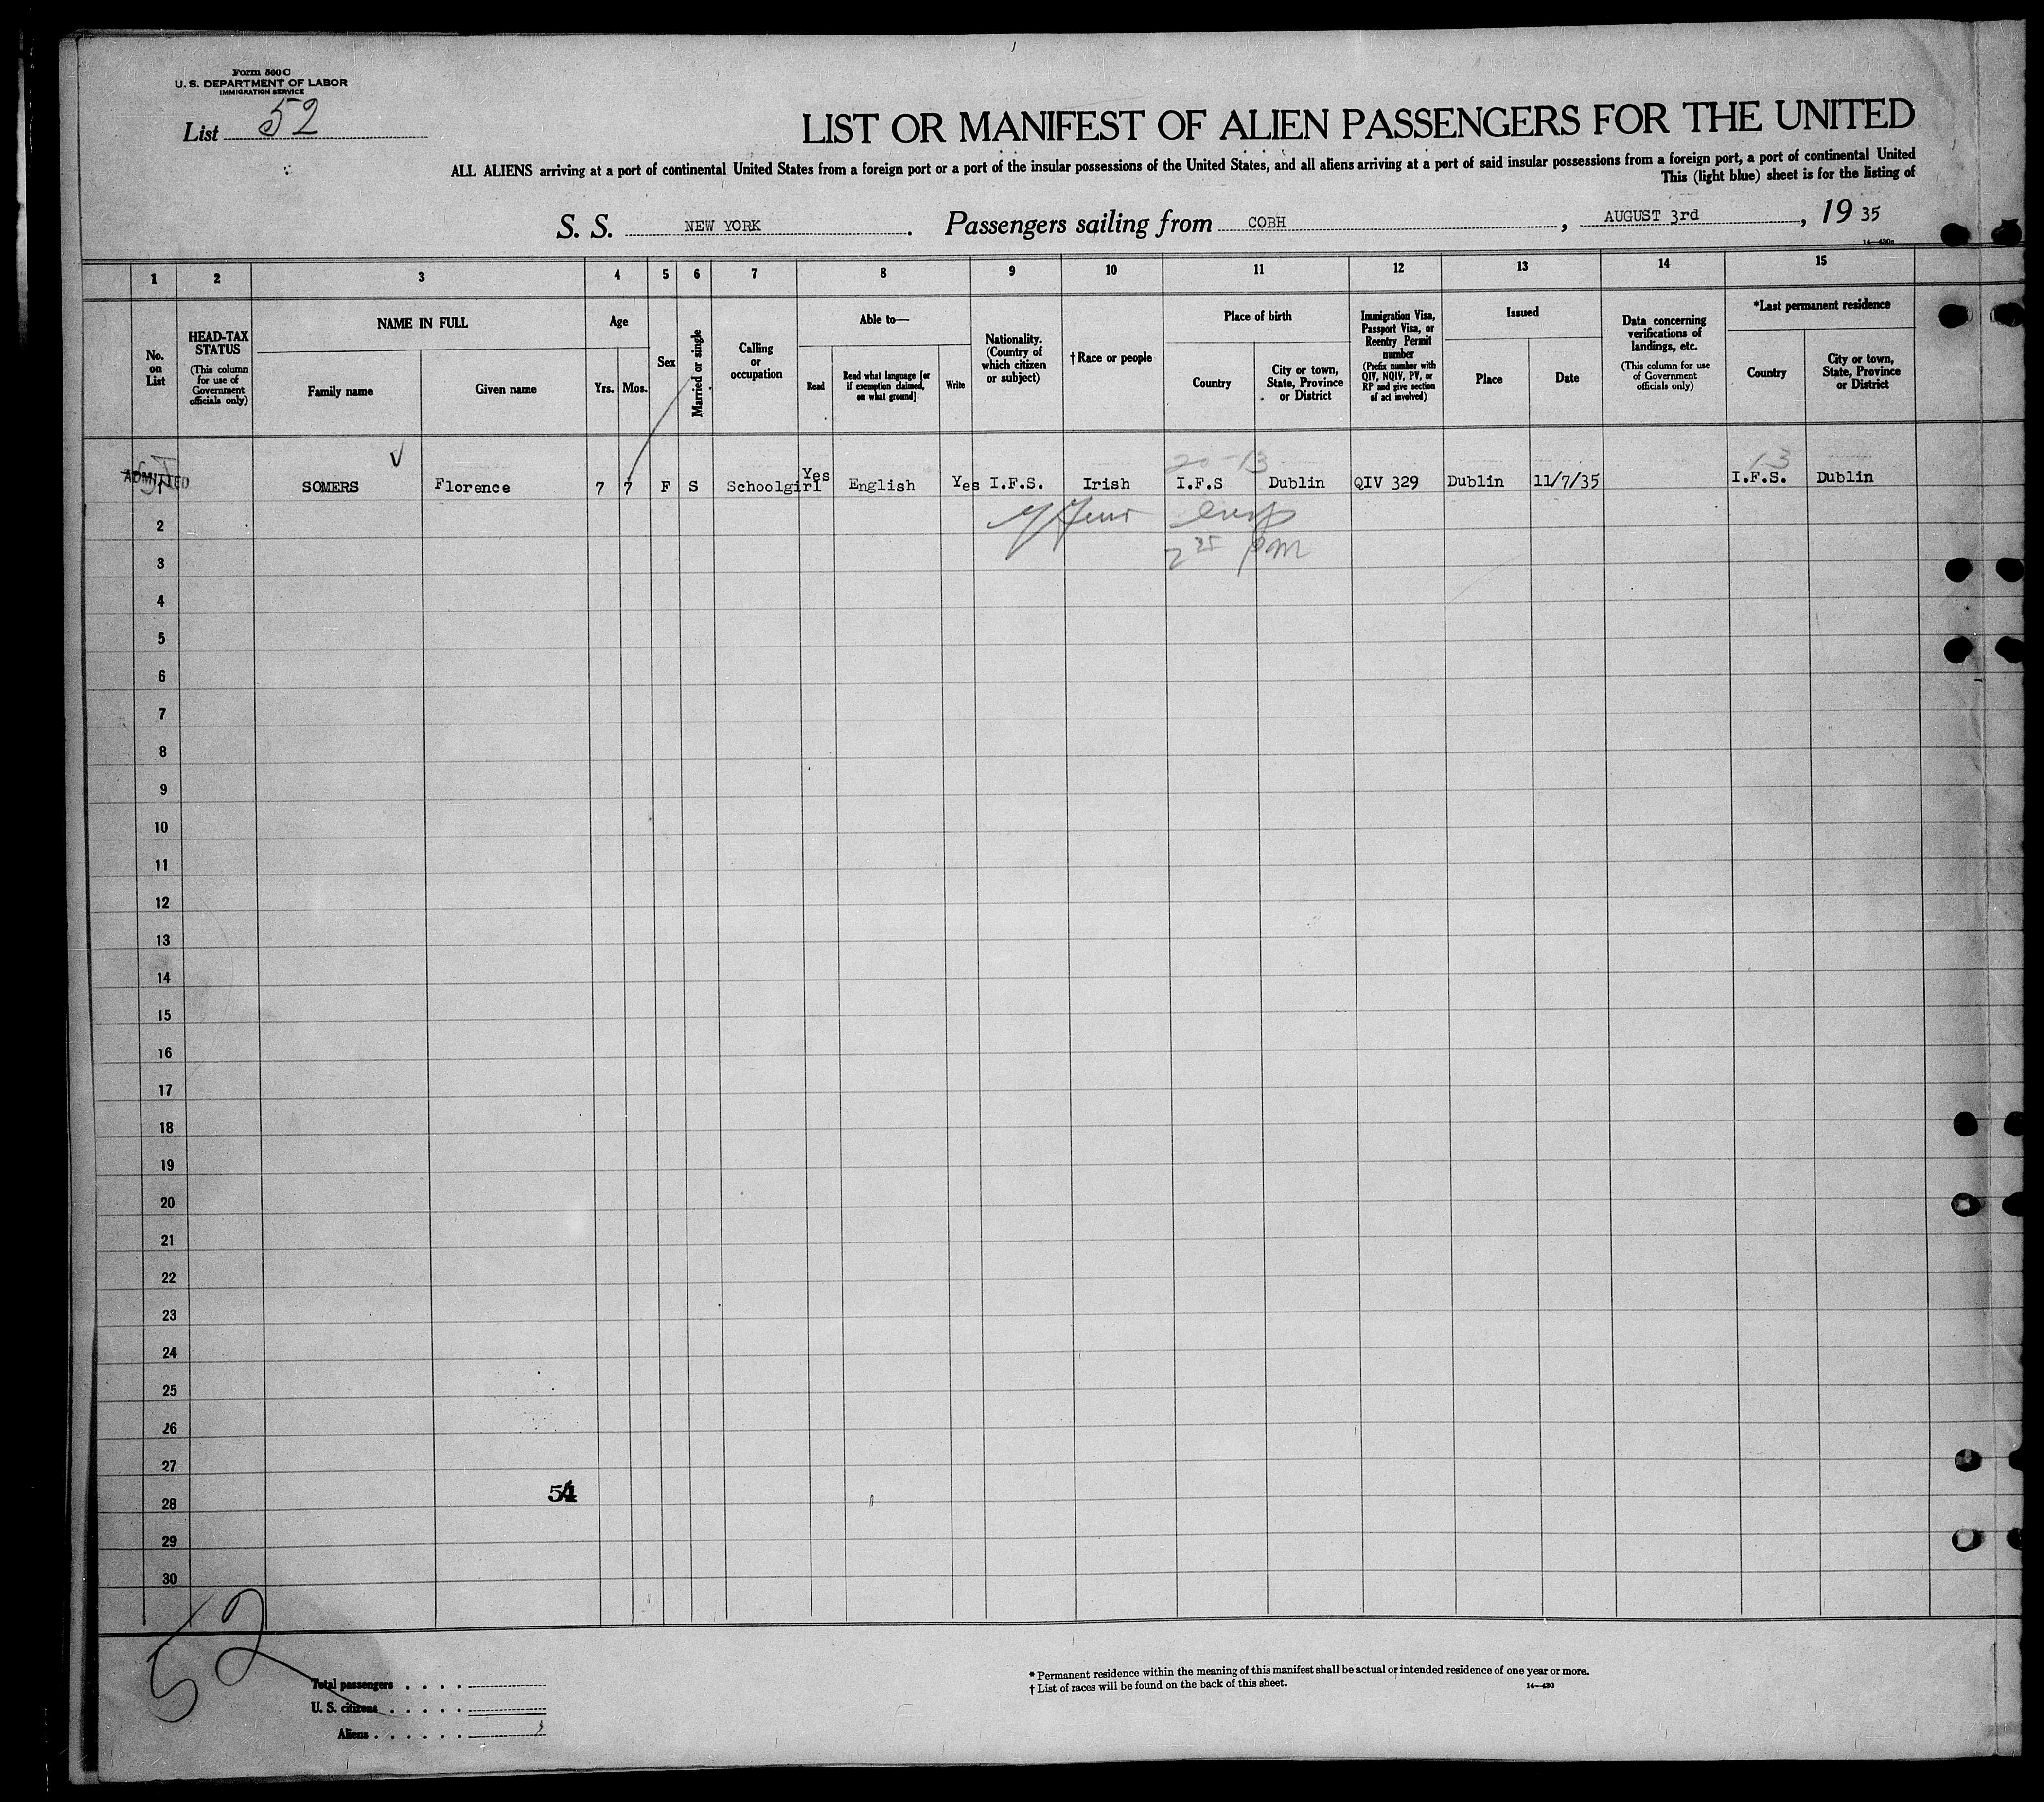 Form 500 C
U. S. DEPARTMENT OF LABOR
IMMIGRATION SERVICE
List 52
LIST OR MANIFEST OF ALIEN PASSENGERS FOR THE UNITED
ALL ALIENS arriving at a port of continental United States from a foreign port or a port of the insular possessions of the United States, and all aliens arriving at a port of said insular possessions from a foreign port, a port of continental United
This (light blue) sheet is for the listing of
S. S. NEW YORK. Passengers sailing from COBH, AUGUST 3rd, 1935
14—430a
1 2 3 4 5 6 7 8 9 10 11 12 13 14 15
No. on List
HEAD-TAX STATUS
(This column for use of Government officials only)
NAME IN FULL
Family name
Given name
Age
Yrs.
Mos.
Sex
Married or single
Calling or occupation
Able to—
Read
Read what language [or if exemption claimed, on what ground]
Write
Nationality. (Country of which citizen or subject)
†Race or people
Place of birth
Country
City or town, State, Province or District
Immigration Visa, Passport Visa, or Reentry Permit number
(Prefix number with QIV, NQIV, PV, or RP and give section of act involved)
Issued
Place
Date
Data concerning verifications of landings, etc.
(This column for use of Government officials only)
*Last permanent residence
Country
City or town, State, Province or District
20-13
13
ADMITTED SOMERS Florence 7 7 F S Schoolgirl Yes English Yes I.F.S. Irish I.F.S Dublin QIV 329 Dublin 11/7/35 I.F.S. Dublin
2
3
pm
4
5
6
7
8
9
10
11
12
13
14
15
16
17
18
19
20
21
22
23
24
25
26
27
54
28
29
30
52
Total passengers
U. S. citizens
Aliens
* Permanent residence within the meaning of this manifest shall be actual or intended residence of one year or more.
† List of races will be found on the back of this sheet.
14—430